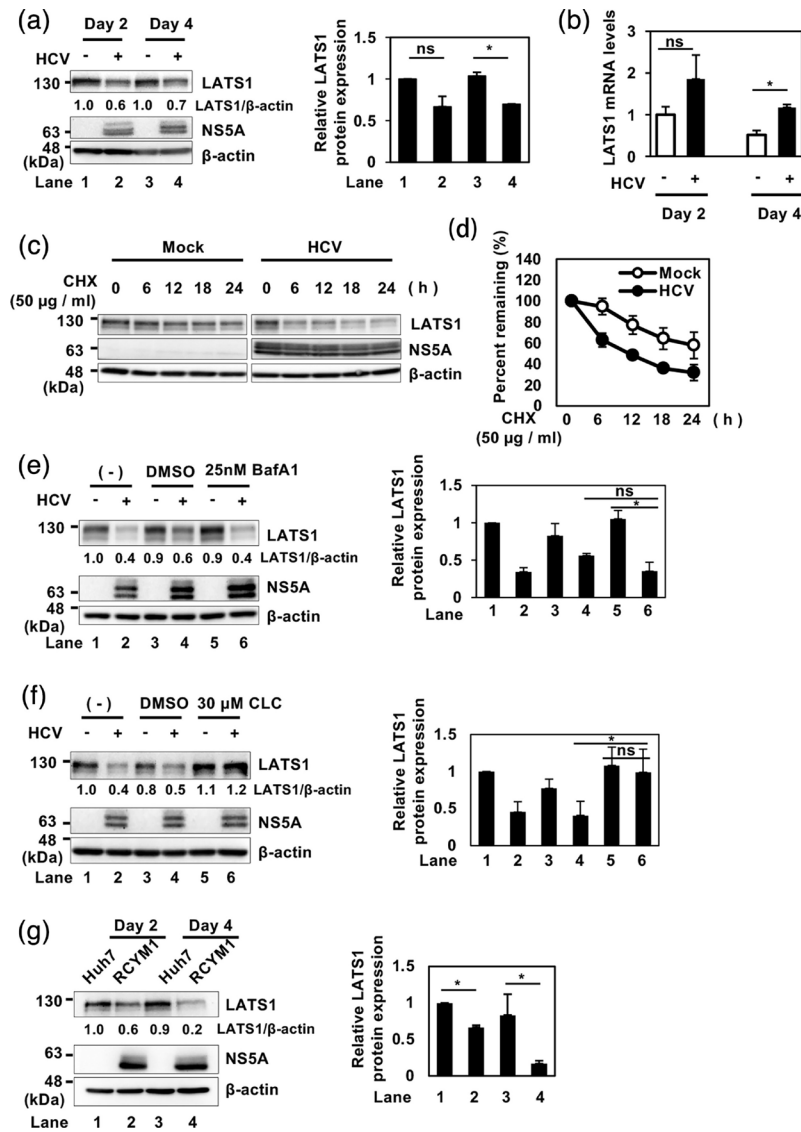 (a)
Day 2 Day 4
HCV - + - +
130 LATS1
1.0 0.6 1.0 0.7 LATS1/β-actin
63 NS5A
48 β-actin
(kDa)
Lane 1 2 3 4
Relative LATS1
protein expression
1.5
1
0.5
0
ns *
1 2 3 4
Lane
(b)
LATS1 mRNA levels
3
2
1
0
ns *
- + - +
HCV
Day 2 Day 4
(c)
Mock HCV
CHX 0 6 12 18 24 0 6 12 18 24 ( h )
(50 µg / ml)
130 LATS1
63 NS5A
48 β-actin
(kDa)
(d)
Percent remaining (%)
140
120
100
80
60
40
20
0
Mock
HCV
CHX 0 6 12 18 24 ( h )
(50 µg / ml)
(e)
( - ) DMSO 25nM BafA1
HCV - + - + - +
130 LATS1
1.0 0.4 0.9 0.6 0.9 0.4 LATS1/β-actin
63 NS5A
48 β-actin
(kDa)
Lane 1 2 3 4 5 6
Relative LATS1
protein expression
1.5
1
0.5
0
ns
*
1 2 3 4 5 6
Lane
(f)
( - ) DMSO 30 µM CLC
HCV - + - + - +
130 LATS1
1.0 0.4 0.8 0.5 1.1 1.2 LATS1/β-actin
63 NS5A
48 β-actin
(kDa)
Lane 1 2 3 4 5 6
Relative LATS1
protein expression
1.5
1
0.5
0
*
ns
Lane 1 2 3 4 5 6
(g)
Day 2 Day 4
Huh7 RCYM1 Huh7 RCYM1
130 LATS1
1.0 0.6 0.9 0.2 LATS1/β-actin
63 NS5A
48 β-actin
(kDa)
Lane 1 2 3 4
Relative LATS1
protein expression
1.5
1
0.5
0
* *
1 2 3 4
Lane